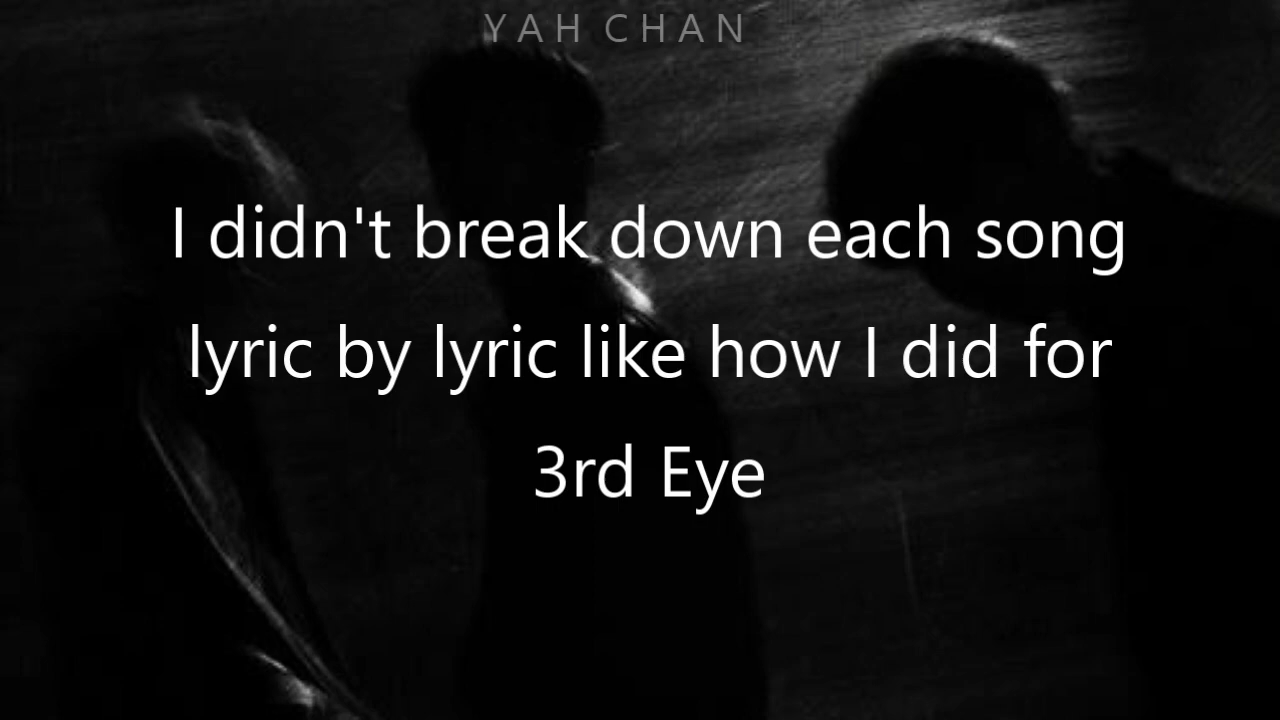 YAH CHAN
I didn't break down each song
lyric by lyric like how I did for
3rd Eye